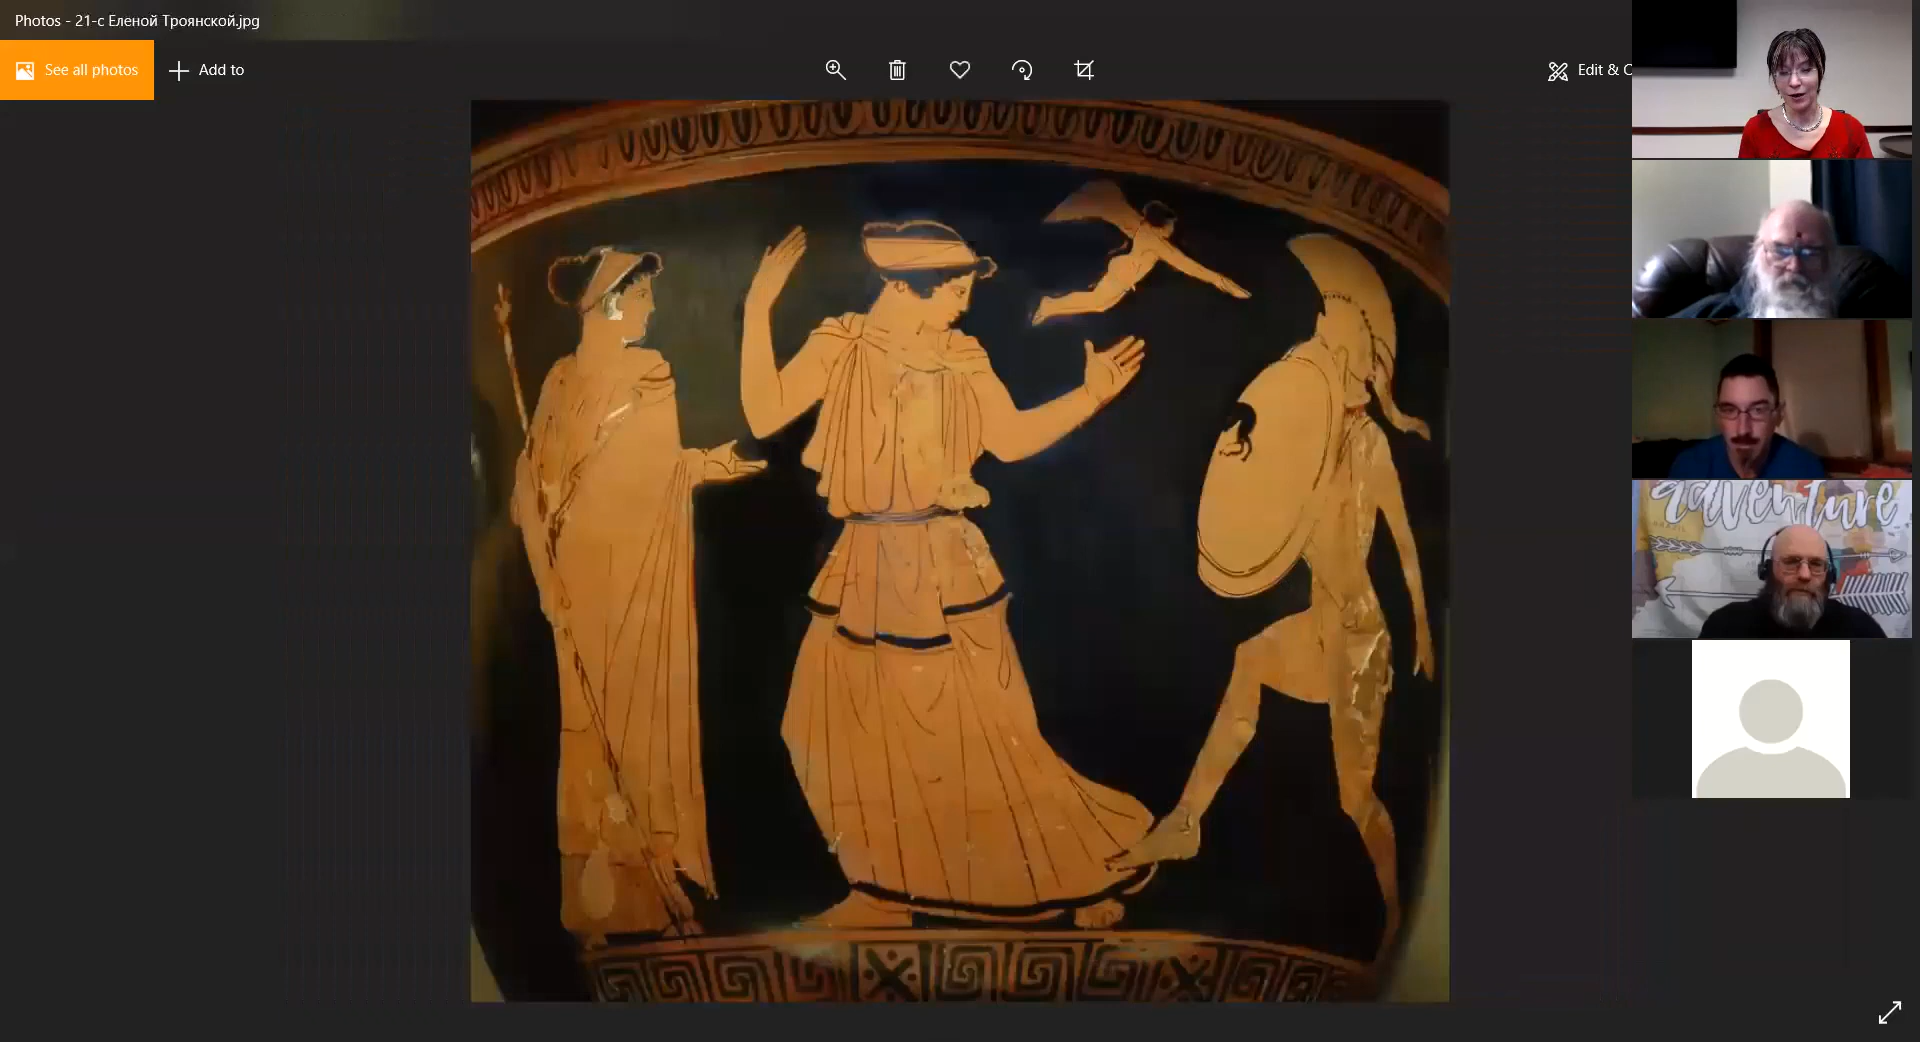 Photos - 21-с Еленой Троянской.jpg
See all photos
Add to
Edit & C
adventure